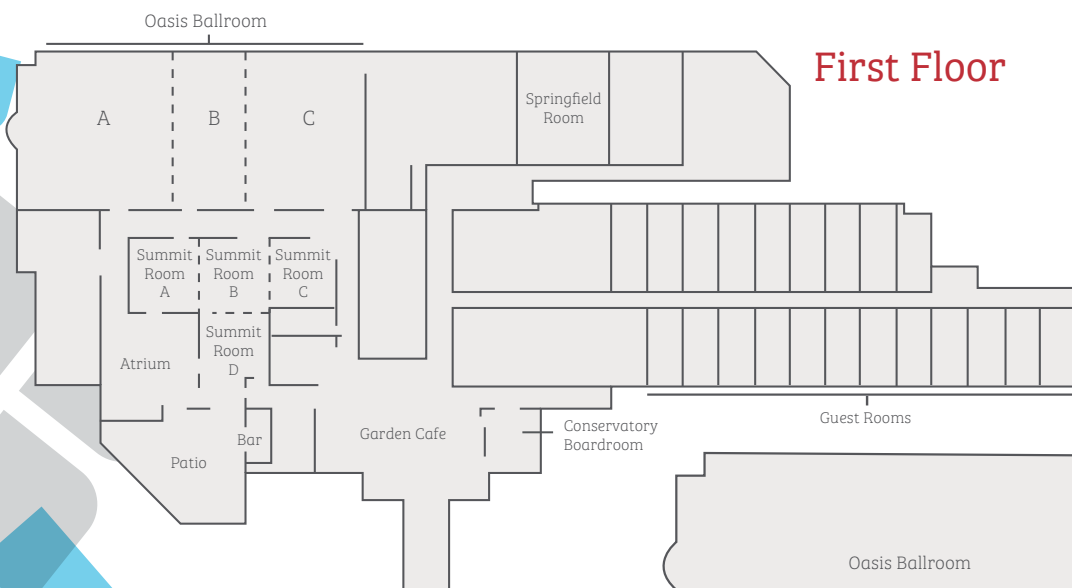 Oasis Ballroom
First Floor
A
B
C
Springfield
Room
Summit
Room
A
Summit
Room
B
Summit
Room
C
Summit
Room
D
Atrium
Bar
Patio
Garden Cafe
Conservatory
Boardroom
Guest Rooms
Oasis Ballroom